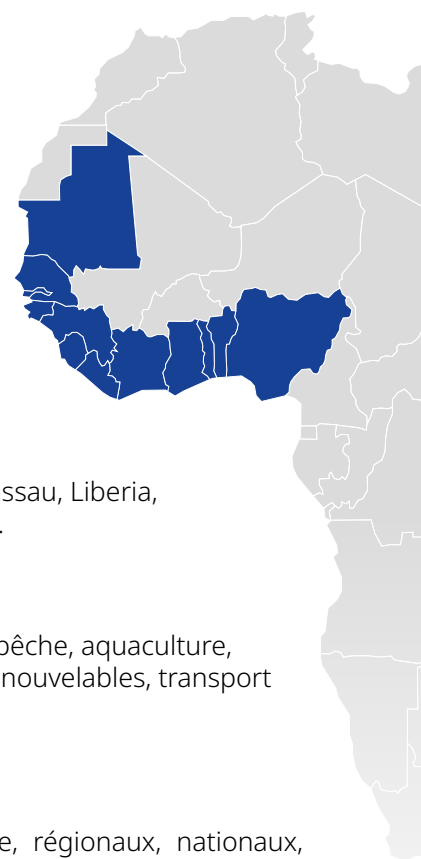 ssau, Liberia,
.
pêche, aquaculture,
nouvelables, transport
e, régionaux, nationaux,